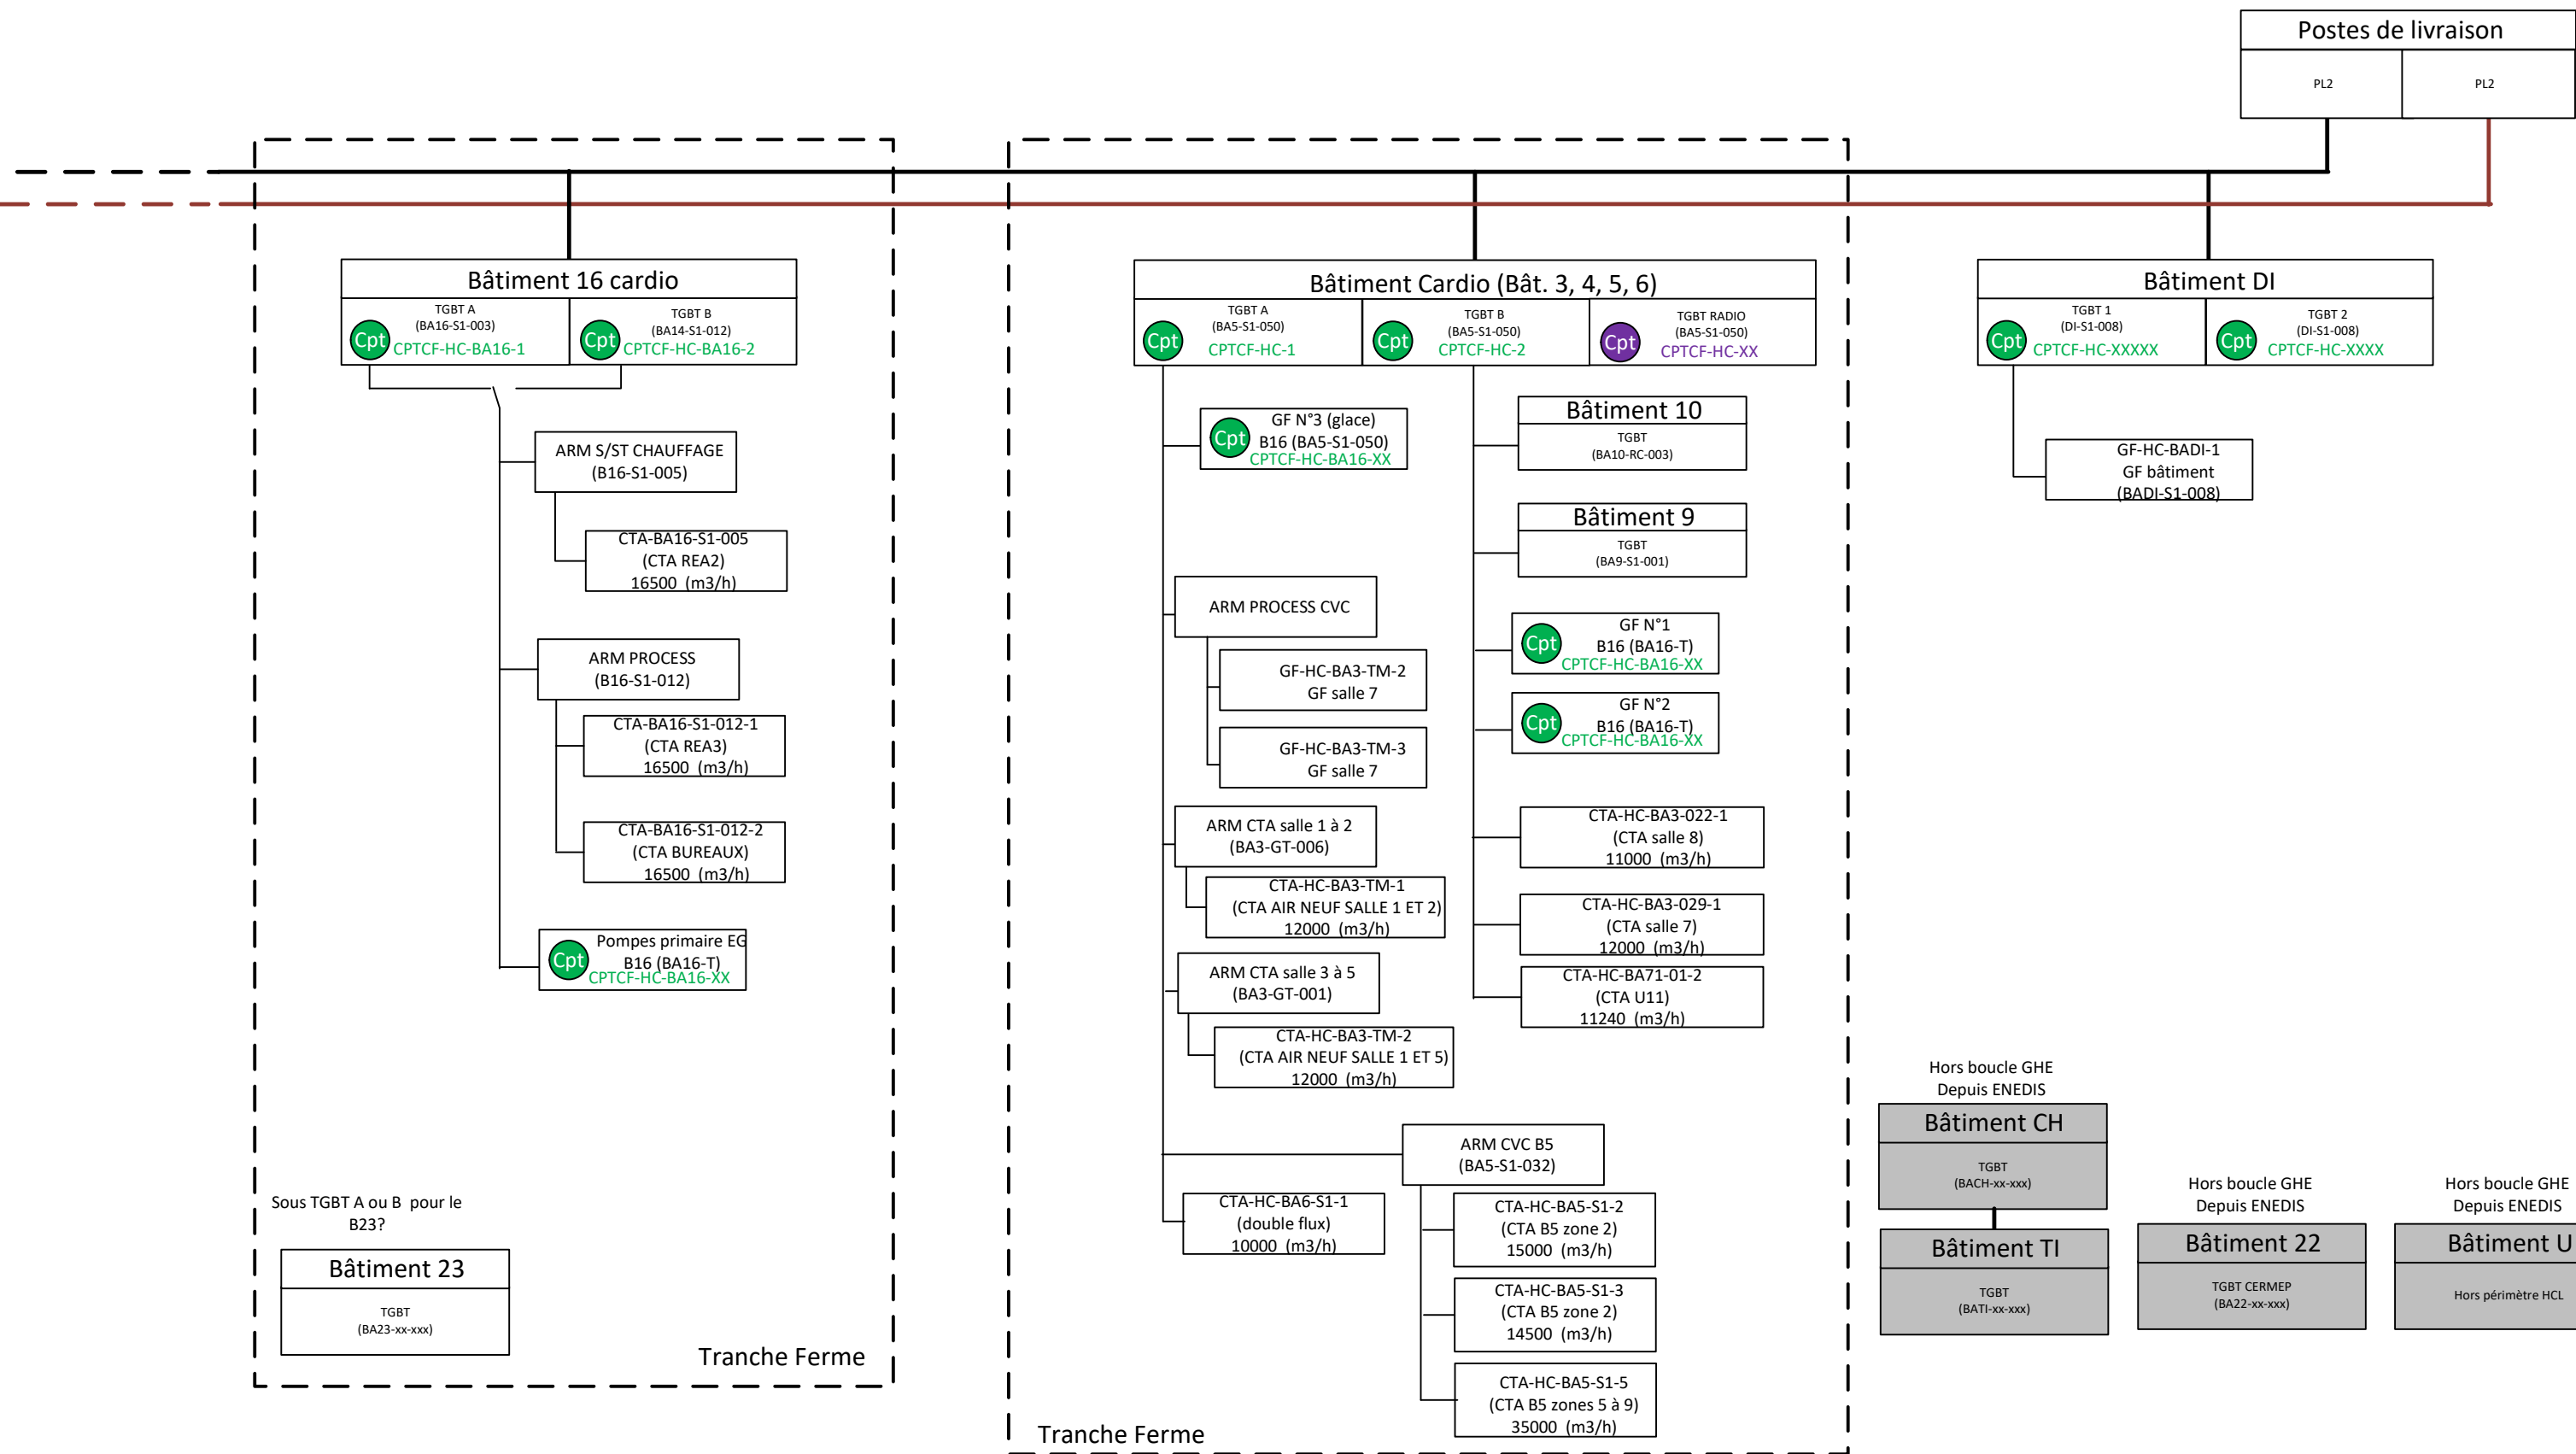 Postes de livraison
PL2
PL2
Bâtiment 16 cardio
TGBT A
(BA16-S1-003)
Cpt
CPTCF-HC-BA16-1
TGBT B
(BA14-S1-012)
Cpt
CPTCF-HC-BA16-2
ARM S/ST CHAUFFAGE
(B16-S1-005)
CTA-BA16-S1-005
(CTA REA2)
16500 (m3/h)
ARM PROCESS
(B16-S1-012)
CTA-BA16-S1-012-1
(CTA REA3)
16500 (m3/h)
CTA-BA16-S1-012-2
(CTA BUREAUX)
16500 (m3/h)
Pompes primaire EG
Cpt
B16 (BA16-T)
CPTCF-HC-BA16-XX
Sous TGBT A ou B pour le
B23?
Bâtiment 23
TGBT
(BA23-xx-xxx)
Tranche Ferme
Bâtiment Cardio (Bât. 3, 4, 5, 6)
TGBT A
(BA5-S1-050)
Cpt
CPTCF-HC-1
TGBT B
(BA5-S1-050)
Cpt
CPTCF-HC-2
TGBT RADIO
(BA5-S1-050)
Cpt
CPTCF-HC-XX
GF N°3 (glace)
Cpt
B16 (BA5-S1-050)
CPTCF-HC-BA16-XX
ARM PROCESS CVC
GF-HC-BA3-TM-2
GF salle 7
GF-HC-BA3-TM-3
GF salle 7
ARM CTA salle 1 à 2
(BA3-GT-006)
CTA-HC-BA3-TM-1
(CTA AIR NEUF SALLE 1 ET 2)
12000 (m3/h)
ARM CTA salle 3 à 5
(BA3-GT-001)
CTA-HC-BA3-TM-2
(CTA AIR NEUF SALLE 1 ET 5)
12000 (m3/h)
ARM CVC B5
(BA5-S1-032)
CTA-HC-BA6-S1-1
(double flux)
10000 (m3/h)
CTA-HC-BA5-S1-2
(CTA B5 zone 2)
15000 (m3/h)
CTA-HC-BA5-S1-3
(CTA B5 zone 2)
14500 (m3/h)
CTA-HC-BA5-S1-5
(CTA B5 zones 5 à 9)
35000 (m3/h)
Bâtiment 10
TGBT
(BA10-RC-003)
Bâtiment 9
TGBT
(BA9-S1-001)
GF N°1
Cpt
B16 (BA16-T)
CPTCF-HC-BA16-XX
GF N°2
Cpt
B16 (BA16-T)
CPTCF-HC-BA16-XX
CTA-HC-BA3-022-1
(CTA salle 8)
11000 (m3/h)
CTA-HC-BA3-029-1
(CTA salle 7)
12000 (m3/h)
CTA-HC-BA71-01-2
(CTA U11)
11240 (m3/h)
Tranche Ferme
Bâtiment DI
TGBT 1
(DI-S1-008)
Cpt
CPTCF-HC-XXXXX
TGBT 2
(DI-S1-008)
Cpt
CPTCF-HC-XXXX
GF-HC-BADI-1
GF bâtiment
(BADI-S1-008)
Hors boucle GHE
Depuis ENEDIS
Bâtiment CH
TGBT
(BACH-xx-xxx)
Bâtiment TI
TGBT
(BATI-xx-xxx)
Hors boucle GHE
Depuis ENEDIS
Bâtiment 22
TGBT CERMEP
(BA22-xx-xxx)
Hors boucle GHE
Depuis ENEDIS
Bâtiment U
Hors périmètre HCL